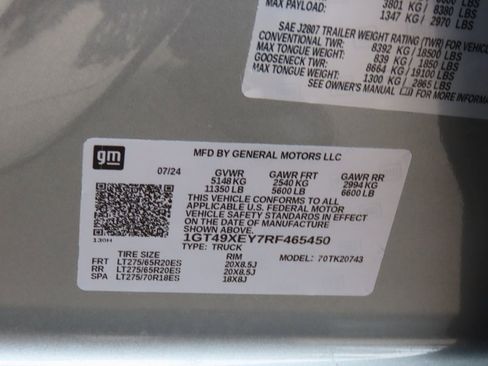 MAX PAYLOAD:
3801 KG / 8380 LBS
1347 KG / 2970 LBS
SAE J2807 TRAILER WEIGHT RATING (TWR) FOR VEHICL
CONVENTIONAL TWR: 8392 KG / 18500 LBS
MAX TONGUE WEIGHT: 839 KG / 1850 LBS
GOOSENECK TWR: 8664 KG / 19100 LBS
MAX TONGUE WEIGHT: 1300 KG / 2865 LBS
SEE OWNER'S MANUAL FOR MORE INFORMA
gm
MFD BY GENERAL MOTORS LLC
07/24 GVWR GAWR FRT GAWR RR
5148 KG 2540 KG 2994 KG
11350 LB 5600 LB 6600 LB
THIS VEHICLE CONFORMS TO ALL
APPLICABLE U.S. FEDERAL MOTOR
VEHICLE SAFETY STANDARDS IN EFFECT
ON THE DATE OF MANUFACTURE
SHOWN ABOVE.
1GT49XEY7RF465450
TYPE: TRUCK MODEL: 70TK20743
TIRE SIZE RIM
FRT LT275/65R20ES 20X8.5J
RR LT275/65R20ES 20X8.5J
SPA LT275/70R18ES 18X8J